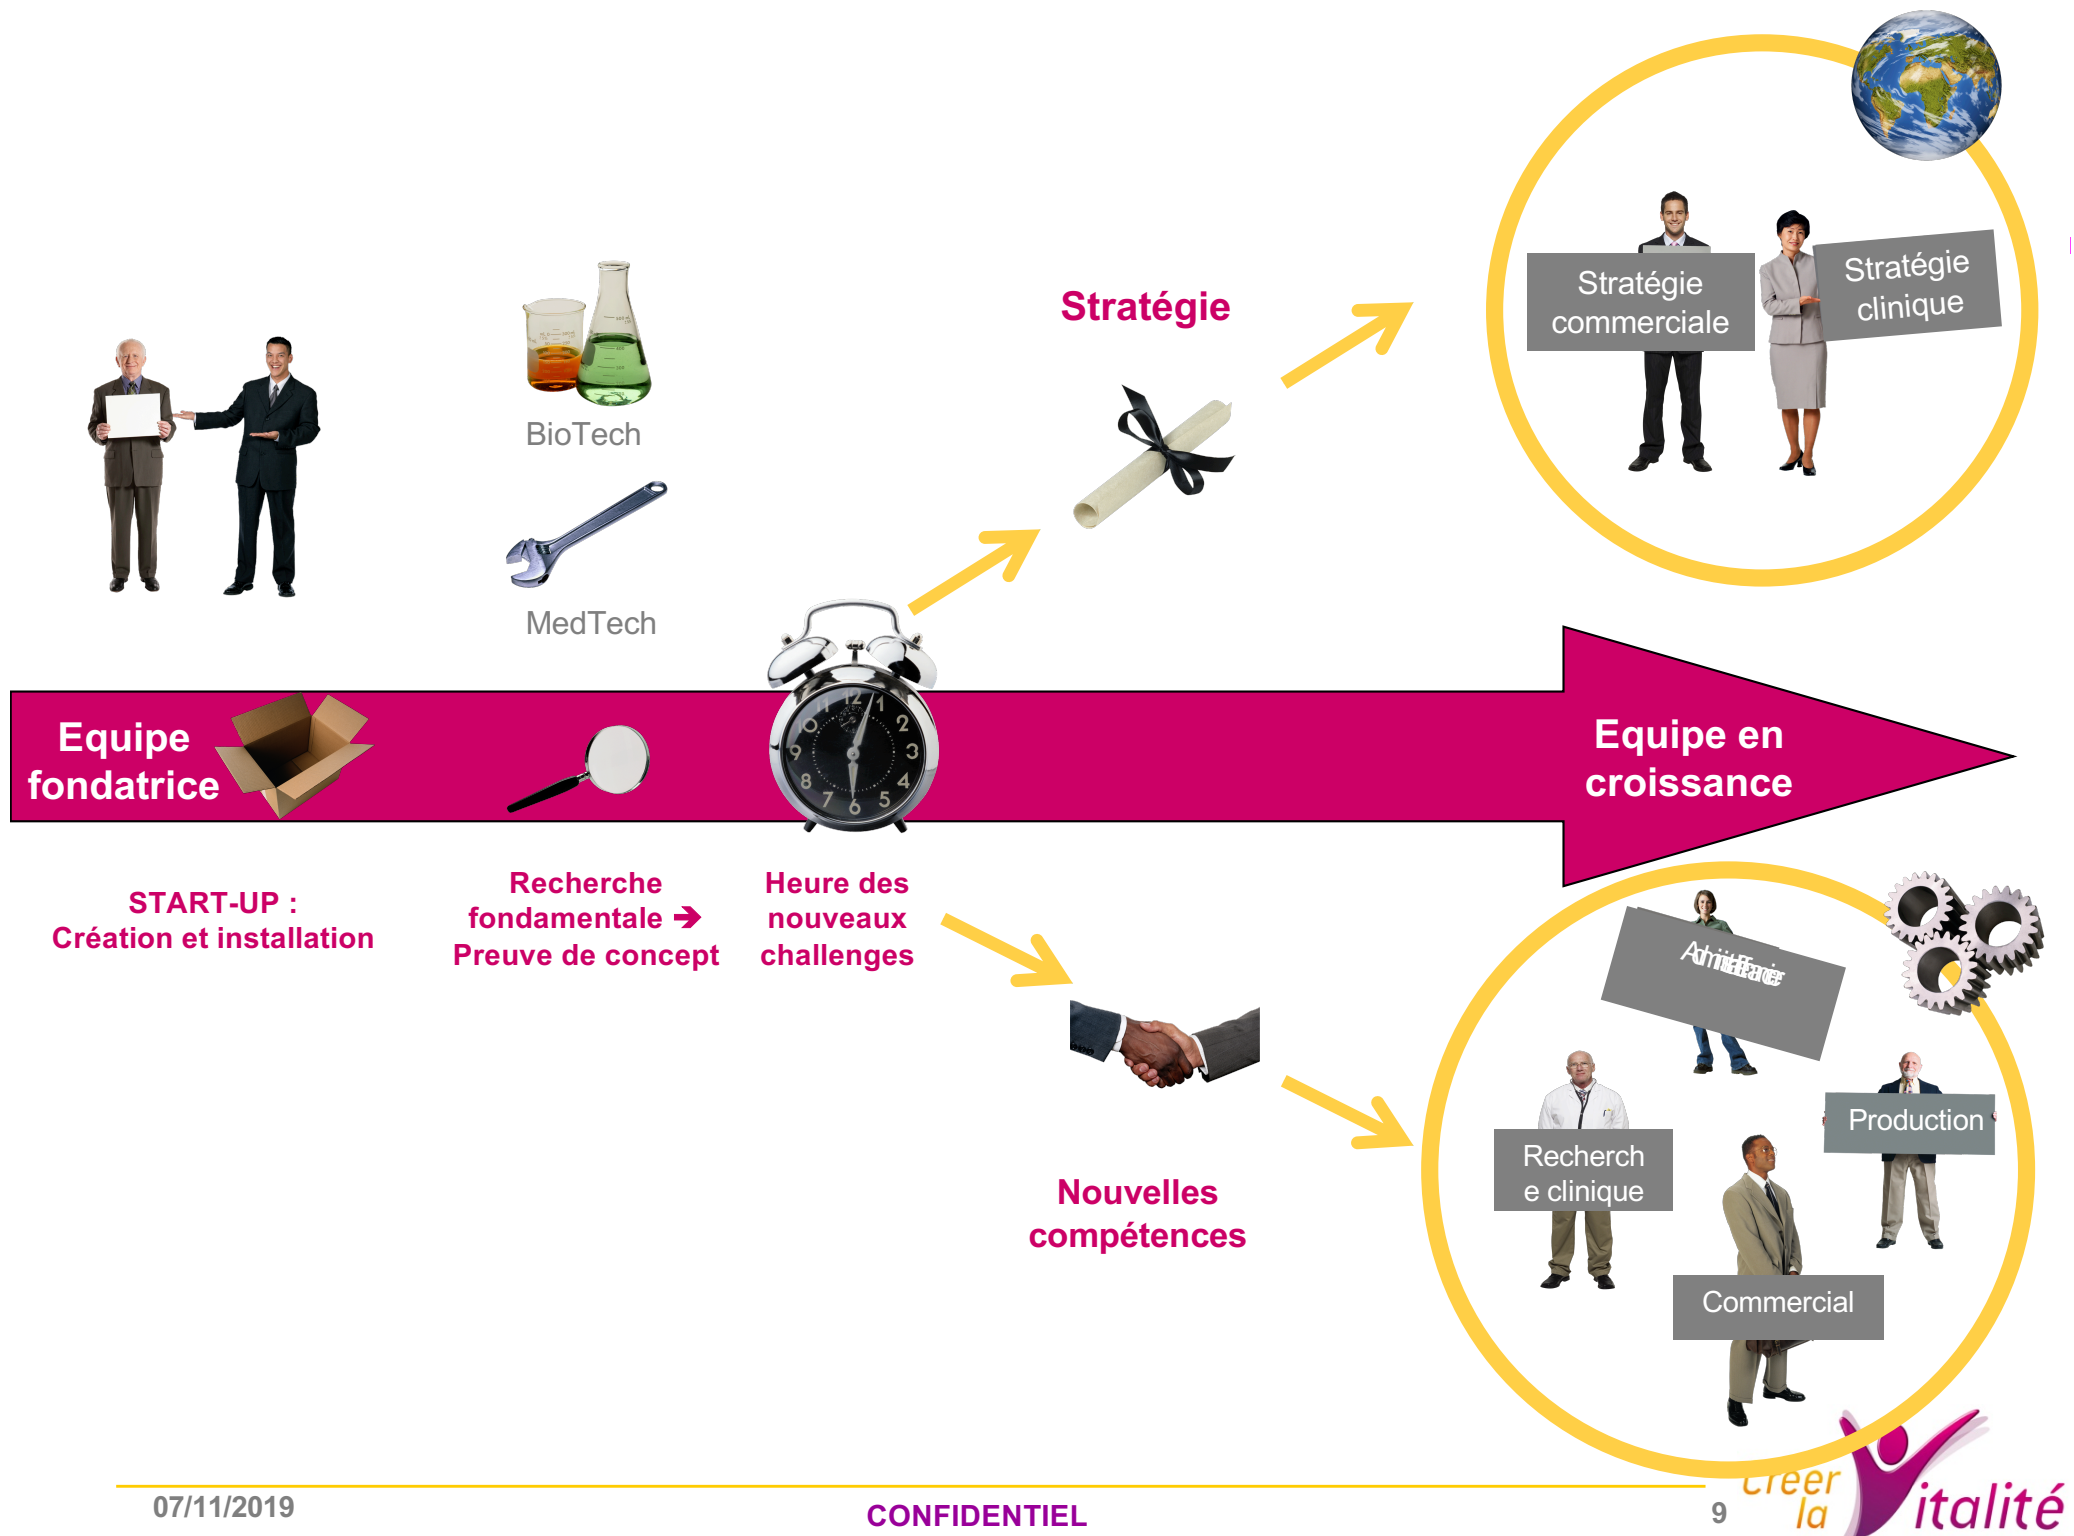 Stratégie
commerciale
Stratégie
clinique
Stratégie
BioTech
MedTech
Equipe
fondatrice
Equipe en
croissance
START-UP :
Création et installation
Recherche
fondamentale ➔
Preuve de concept
Heure des
nouveaux
challenges
Nouvelles
compétences
Production
Recherch
e clinique
Commercial
07/11/2019
CONFIDENTIEL
9
Créer
la
Vitalité